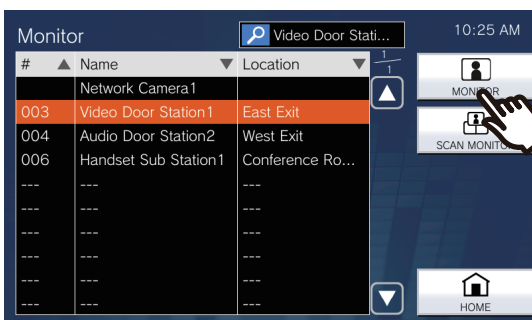 Monitor
Video Door Stati...
10:25 AM
# Name Location
1
1
Network Camera1
003 Video Door Station1 East Exit
004 Audio Door Station2 West Exit
006 Handset Sub Station1 Conference Ro...
--- --- ---
--- --- ---
--- --- ---
--- --- ---
--- --- ---
MONITOR
SCAN MONITOR
HOME